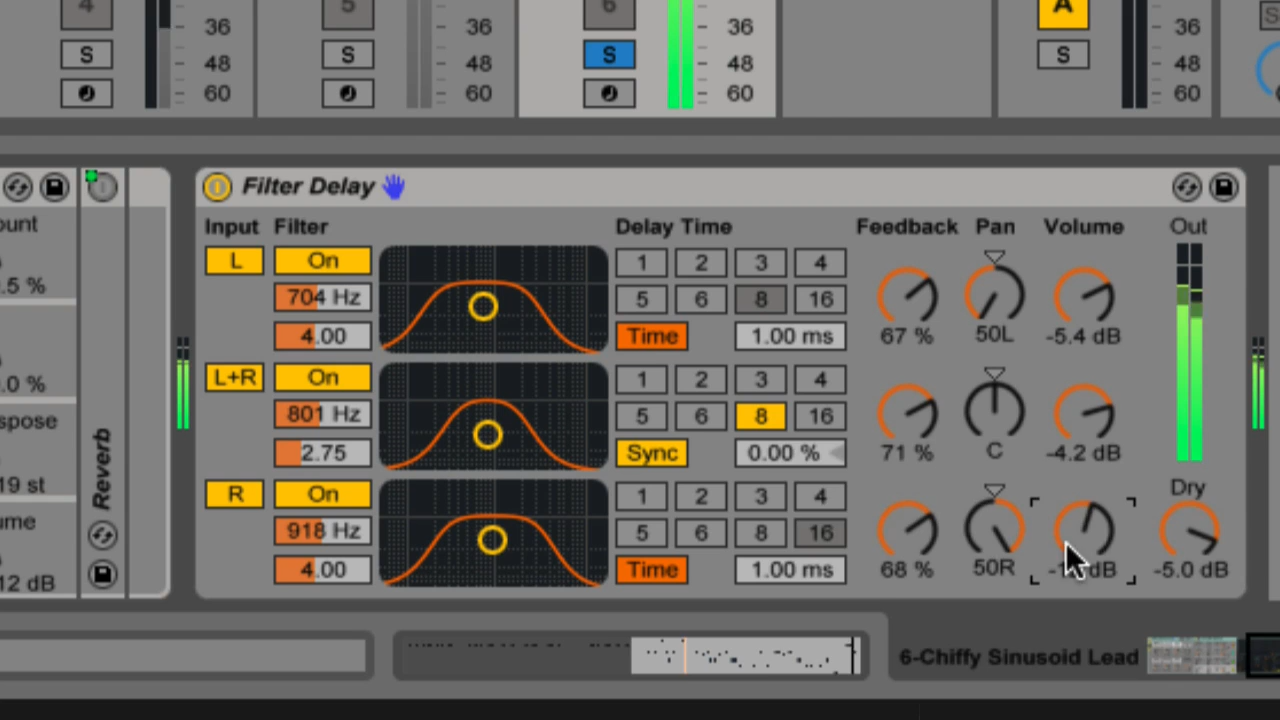 4 5 6 A S
36 36 36 36
S S S S
48 48 48 48
60 60 60 60
Filter Delay
Input Filter Delay Time Feedback Pan Volume Out
ount
.5 %
.0 %
spose
19 st
ume
12 dB
Reverb
L On 1 2 3 4
704 Hz 5 6 8 16
4.00 Time 1.00 ms 67 % 50L -5.4 dB
L+R On 1 2 3 4
801 Hz 5 6 8 16
2.75 Sync 0.00 % 71 % C -4.2 dB
R On 1 2 3 4 Dry
918 Hz 5 6 8 16
4.00 Time 1.00 ms 68 % 50R dB -5.0 dB
6-Chiffy Sinusoid Lead